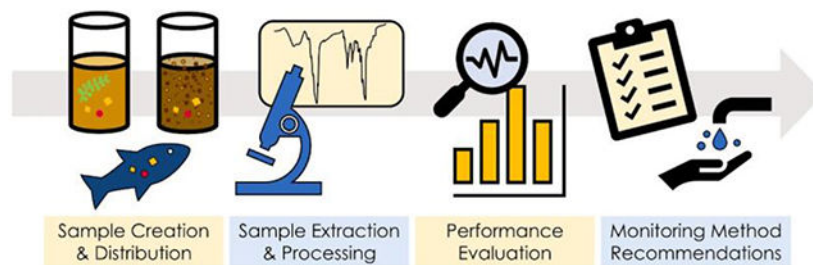 Sample Creation
& Distribution
Sample Extraction
& Processing
Performance
Evaluation
Monitoring Method
Recommendations